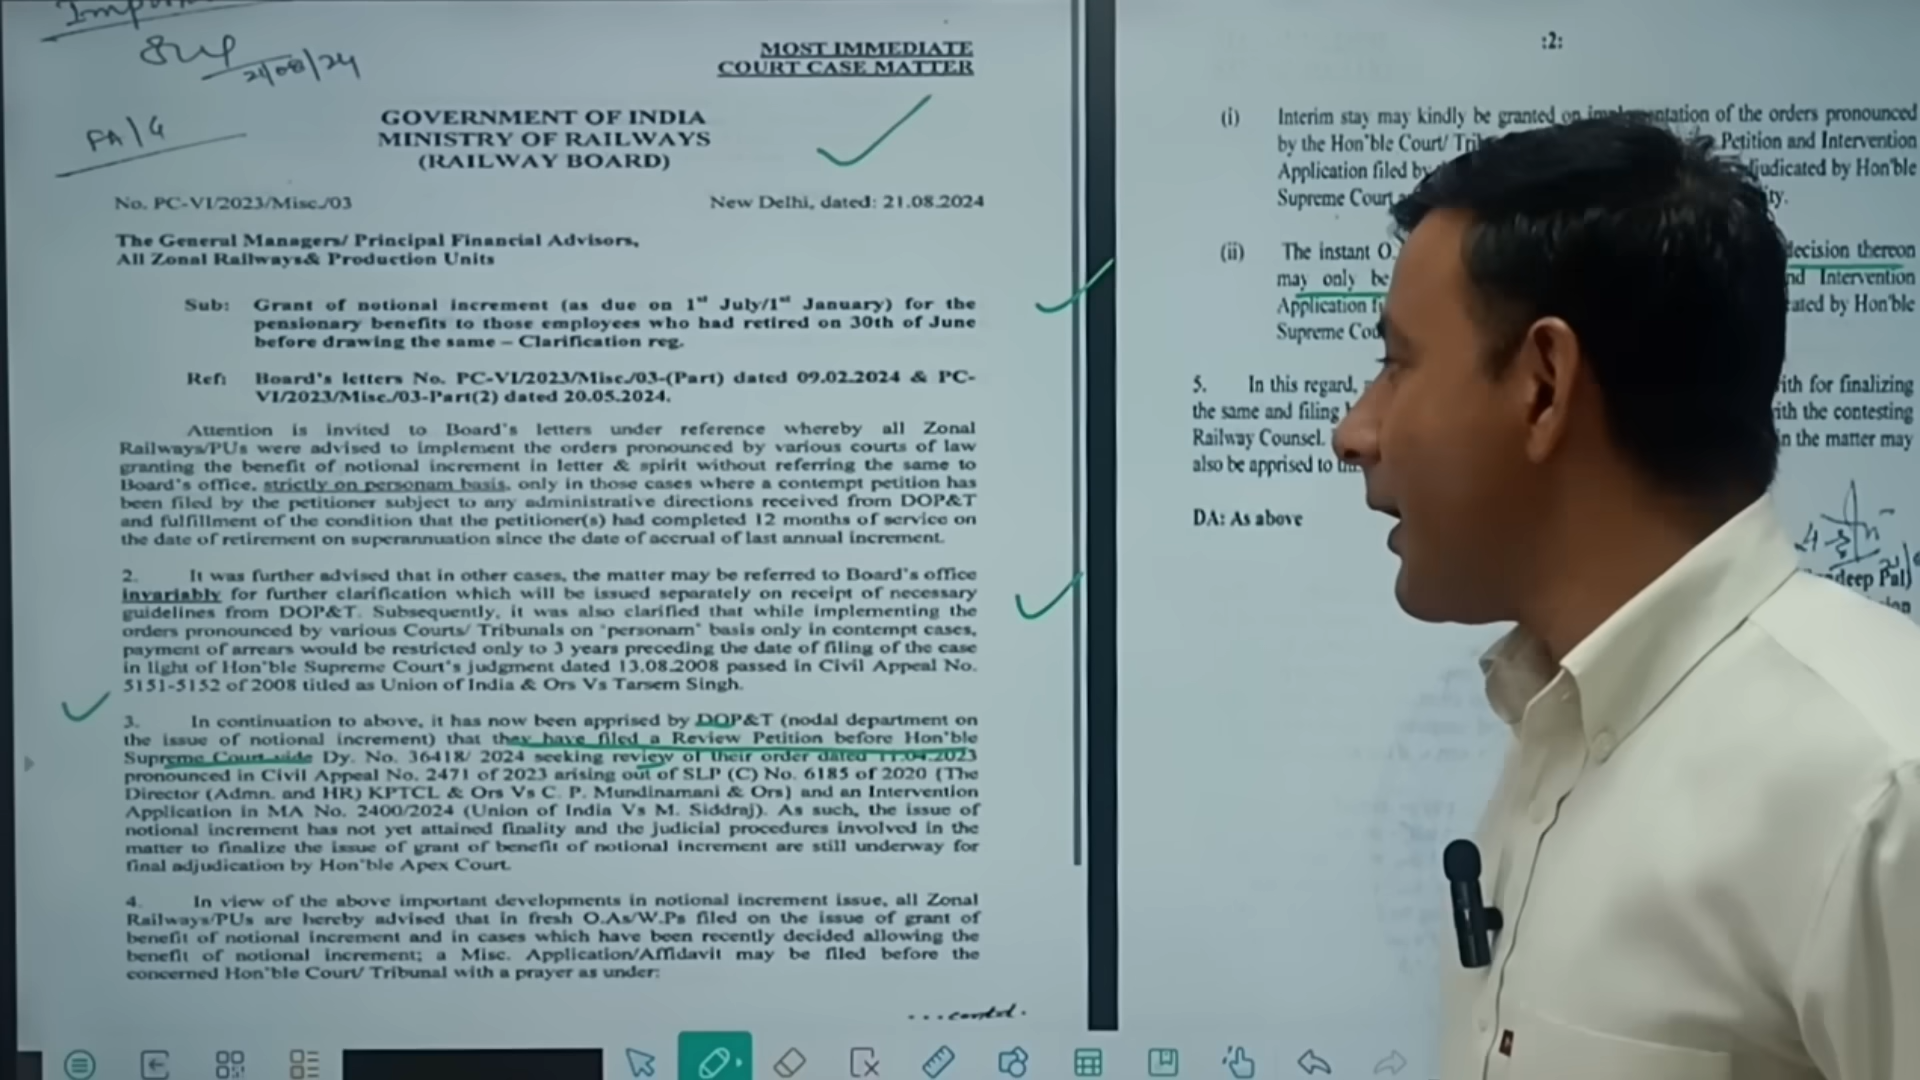 21/08/24
PA/G
MOST IMMEDIATE
COURT CASE MATTER
GOVERNMENT OF INDIA
MINISTRY OF RAILWAYS
(RAILWAY BOARD)
No. PC-VI/2023/Misc./03 New Delhi, dated: 21.08.2024
The General Managers/ Principal Financial Advisors,
All Zonal Railways& Production Units
Sub: Grant of notional increment (as due on 1st July/1st January) for the
pensionary benefits to those employees who had retired on 30th of June
before drawing the same – Clarification reg.
Ref: Board's letters No. PC-VI/2023/Misc./03-(Part) dated 09.02.2024 & PC-
VI/2023/Misc./03-Part(2) dated 20.05.2024.
Attention is invited to Board's letters under reference whereby all Zonal
Railways/PUs were advised to implement the orders pronounced by various courts of law
granting the benefit of notional increment in letter & spirit without referring the same to
Board's office, strictly on personam basis, only in those cases where a contempt petition has
been filed by the petitioner subject to any administrative directions received from DOP&T
and fulfillment of the condition that the petitioner(s) had completed 12 months of service on
the date of retirement on superannuation since the date of accrual of last annual increment.
2. It was further advised that in other cases, the matter may be referred to Board's office
invariably for further clarification which will be issued separately on receipt of necessary
guidelines from DOP&T. Subsequently, it was also clarified that while implementing the
orders pronounced by various Courts/ Tribunals on "personam" basis only in contempt cases,
payment of arrears would be restricted only to 3 years preceding the date of filing of the case
in light of Hon'ble Supreme Court's judgment dated 13.08.2008 passed in Civil Appeal No.
5151-5152 of 2008 titled as Union of India & Ors Vs Tarsem Singh.
3. In continuation to above, it has now been apprised by DOP&T (nodal department on
the issue of notional increment) that they have filed a Review Petition before Hon'ble
Supreme Court vide Dy. No. 36418/ 2024 seeking review of their order dated 11.04.2023
pronounced in Civil Appeal No. 2471 of 2023 arising out of SLP (C) No. 6185 of 2020 (The
Director (Admn. and HR) KPTCL & Ors Vs C. P. Mundinamani & Ors) and an Intervention
Application in MA No. 2400/2024 (Union of India Vs M. Siddraj). As such, the issue of
notional increment has not yet attained finality and the judicial procedures involved in the
matter to finalize the issue of grant of benefit of notional increment are still underway for
final adjudication by Hon'ble Apex Court.
4. In view of the above important developments in notional increment issue, all Zonal
Railways/PUs are hereby advised that in fresh O.As/W.Ps filed on the issue of grant of
benefit of notional increment and in cases which have been recently decided allowing the
benefit of notional increment; a Misc. Application/Affidavit may be filed before the
concerned Hon'ble Court/ Tribunal with a prayer as under:
...contd.
:2:
(i) Interim stay may kindly be granted on implementation of the orders pronounced
by the Hon'ble Court/ Petition and Intervention
Application filed by adjudicated by Hon'ble
Supreme Court
(ii) The instant O. decision thereon
may only be and Intervention
Application Hon'ble
Supreme
5. In this regard, for finalizing
the same and filing with the contesting
Railway Counsel. in the matter may
also be apprised to
DA: As above
Pal)